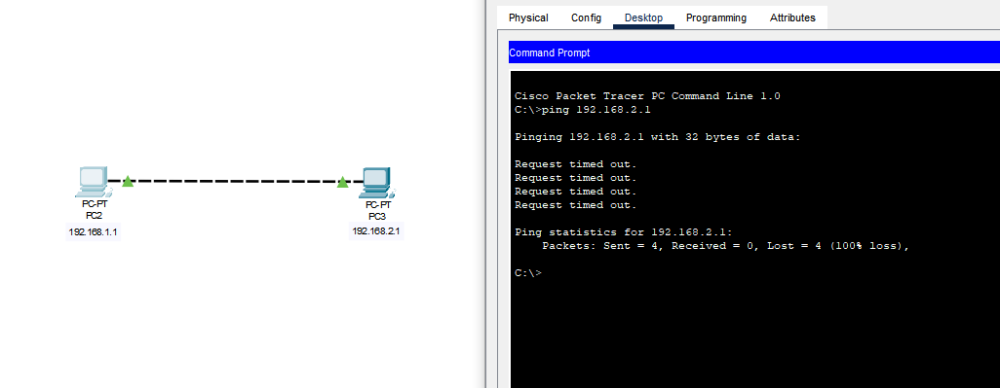 Physical Config Desktop Programming Attributes
Command Prompt
Cisco Packet Tracer PC Command Line 1.0
C:\>ping 192.168.2.1
Pinging 192.168.2.1 with 32 bytes of data:
Request timed out.
Request timed out.
Request timed out.
Request timed out.
Ping statistics for 192.168.2.1:
Packets: Sent = 4, Received = 0, Lost = 4 (100% loss),
C:\>
PC-PT
PC2
192.168.1.1
PC-PT
PC3
192.168.2.1